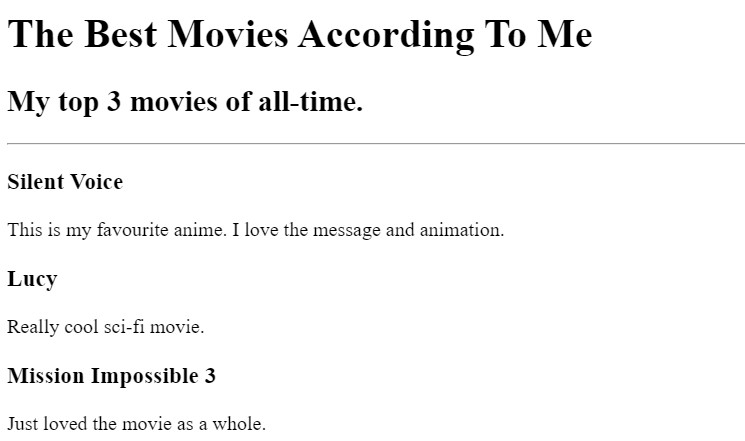 The Best Movies According To Me
My top 3 movies of all-time.
Silent Voice
This is my favourite anime. I love the message and animation.
Lucy
Really cool sci-fi movie.
Mission Impossible 3
Just loved the movie as a whole.